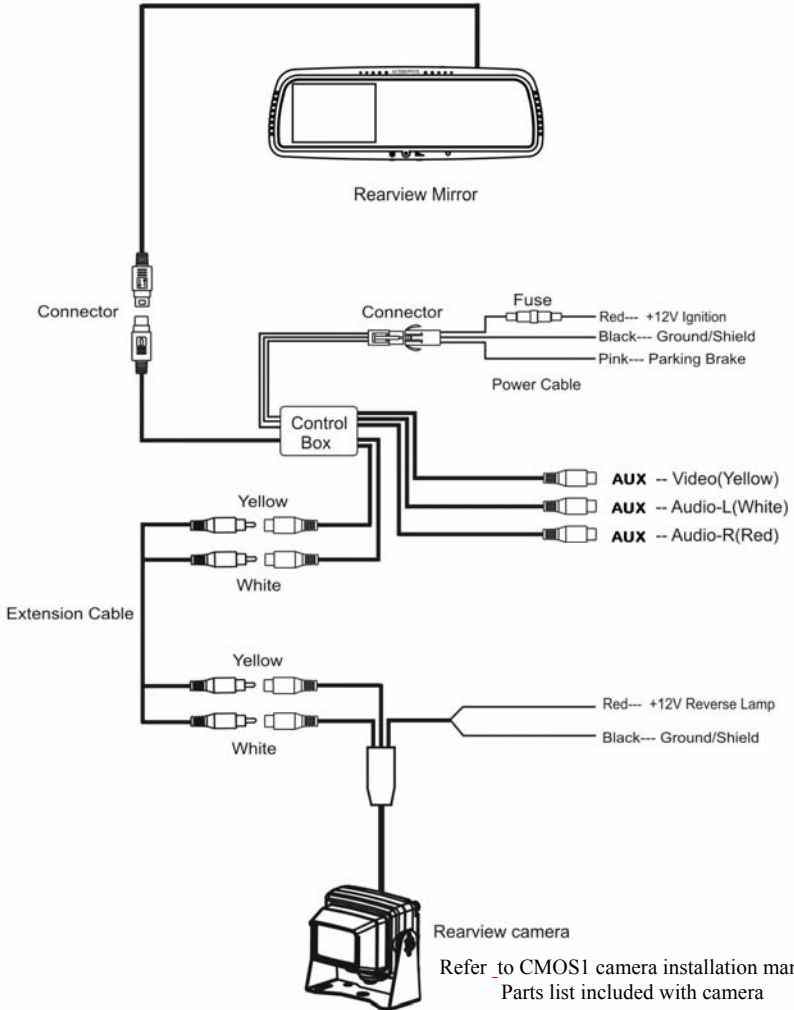 Rearview Mirror
Connector
Connector
Fuse
Red--- +12V Ignition
Black--- Ground/Shield
Pink--- Parking Brake
Power Cable
Control
Box
AUX -- Video(Yellow)
AUX -- Audio-L(White)
AUX -- Audio-R(Red)
Yellow
White
Extension Cable
Yellow
White
Red--- +12V Reverse Lamp
Black--- Ground/Shield
Rearview camera
Refer _to CMOS1 camera installation
Parts list included with camera